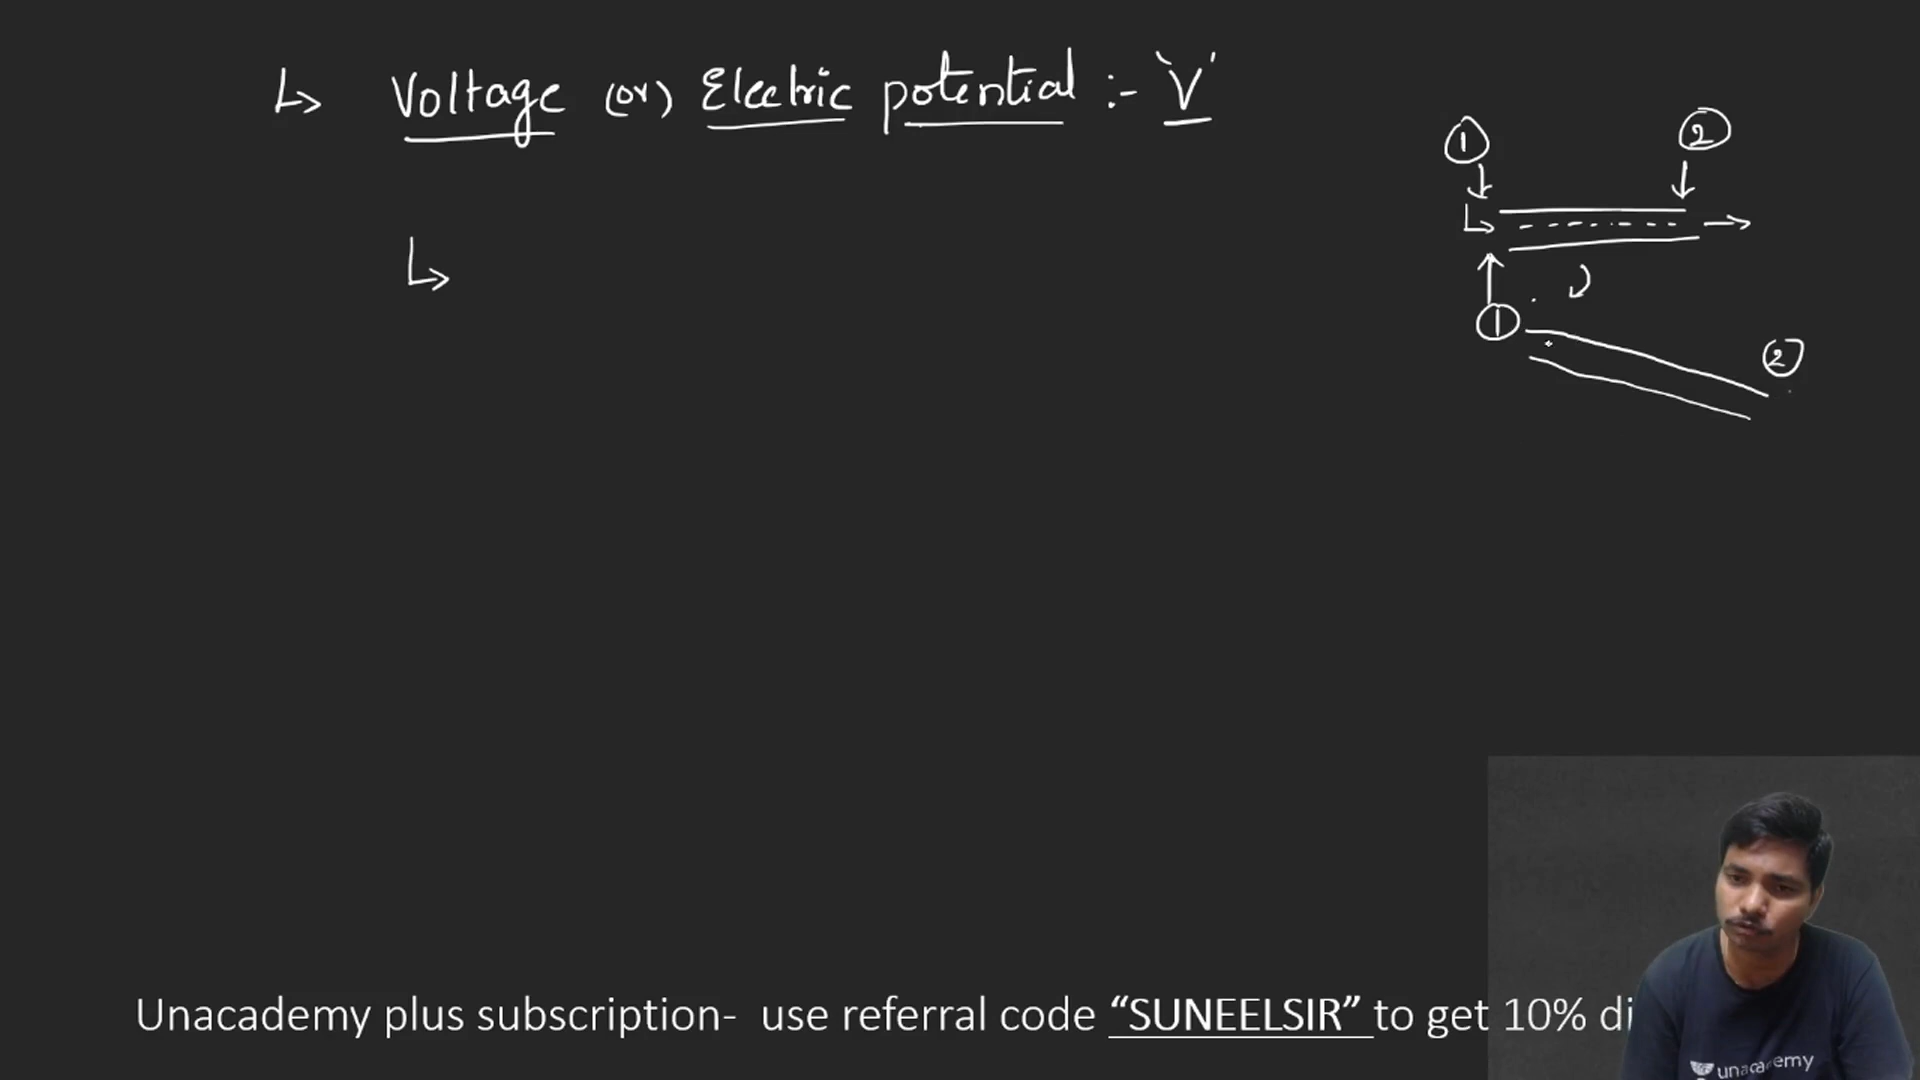 ↳ Voltage (or) Electric potential :- 'V'
① ②
↳
①
②
Unacademy plus subscription- use referral code “SUNEELSIR” to get 10% di
unacademy